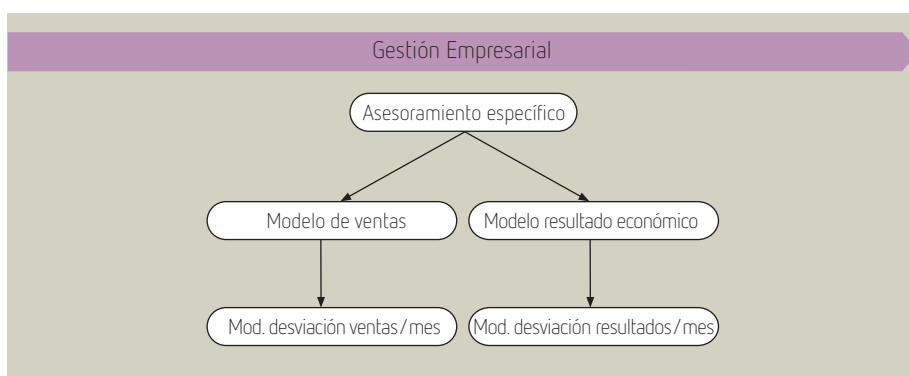 Gestión Empresarial
Asesoramiento específico
Modelo de ventas
Modelo resultado económico
Mod. desviación ventas/mes
Mod. desviación resultados/mes